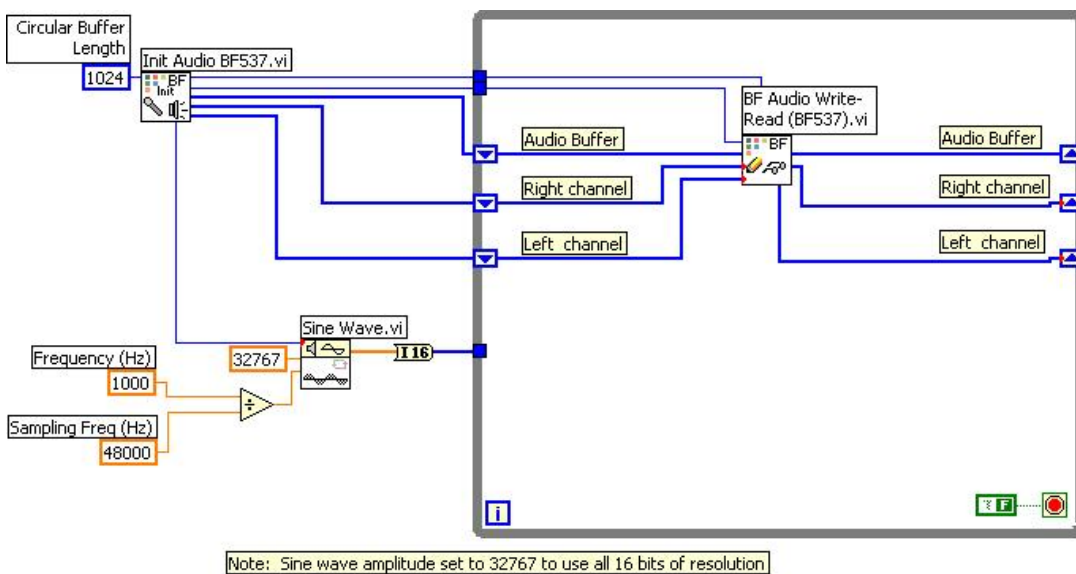 Circular Buffer
Length
1024
Init Audio BF537.vi
BF
Init
BF Audio Write-
Read (BF537).vi
BF
Audio Buffer
Audio Buffer
Right channel
Right channel
Left channel
Left channel
Sine Wave.vi
32767
I16
Frequency (Hz)
1000
÷
Sampling Freq (Hz)
48000
i
F
Note: Sine wave amplitude set to 32767 to use all 16 bits of resolution